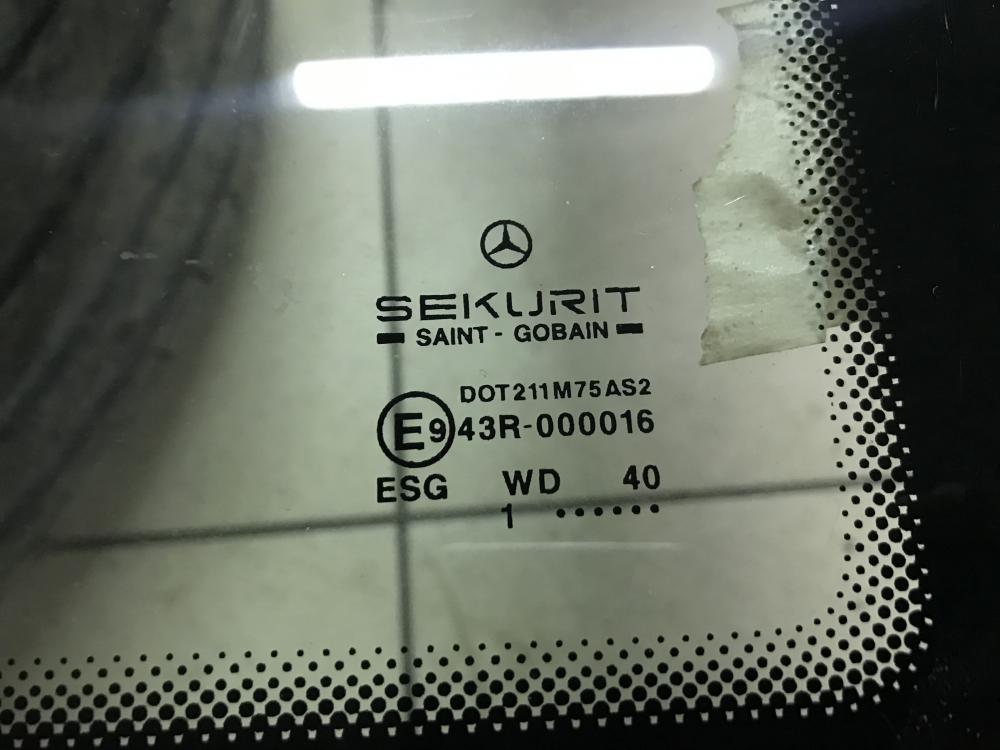 SEKURIT
SAINT - GOBAIN
DOT211M75AS2
E9 43R-000016
ESG WD 40
1 ······